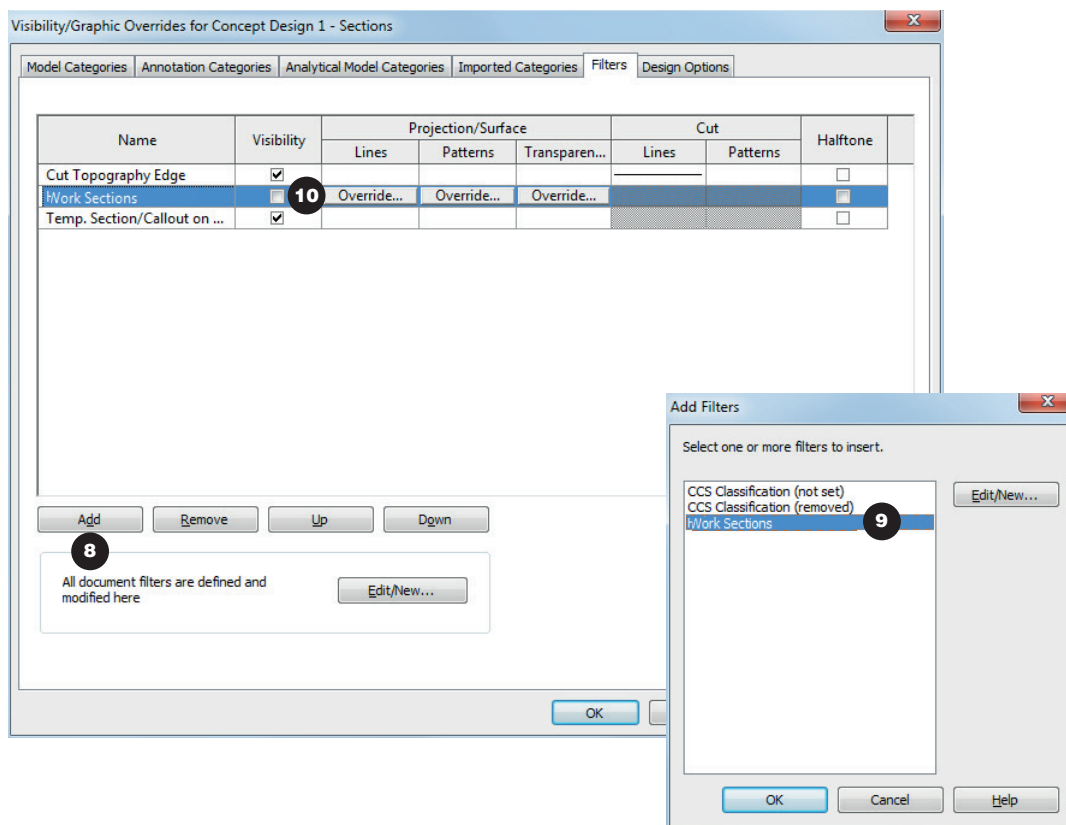 Visibility/Graphic Overrides for Concept Design 1 - Sections
Model Categories Annotation Categories Analytical Model Categories Imported Categories Filters Design Options
Name Visibility Projection/Surface Cut Halftone
Lines Patterns Transparen... Lines Patterns
Cut Topography Edge
Work Sections 10 Override... Override... Override...
Temp. Section/Callout on ...
Add Remove Up Down
8
All document filters are defined and
modified here
Edit/New...
OK
Add Filters
Select one or more filters to insert.
CCS Classification (not set)
CCS Classification (removed)
Work Sections 9
Edit/New...
OK Cancel Help